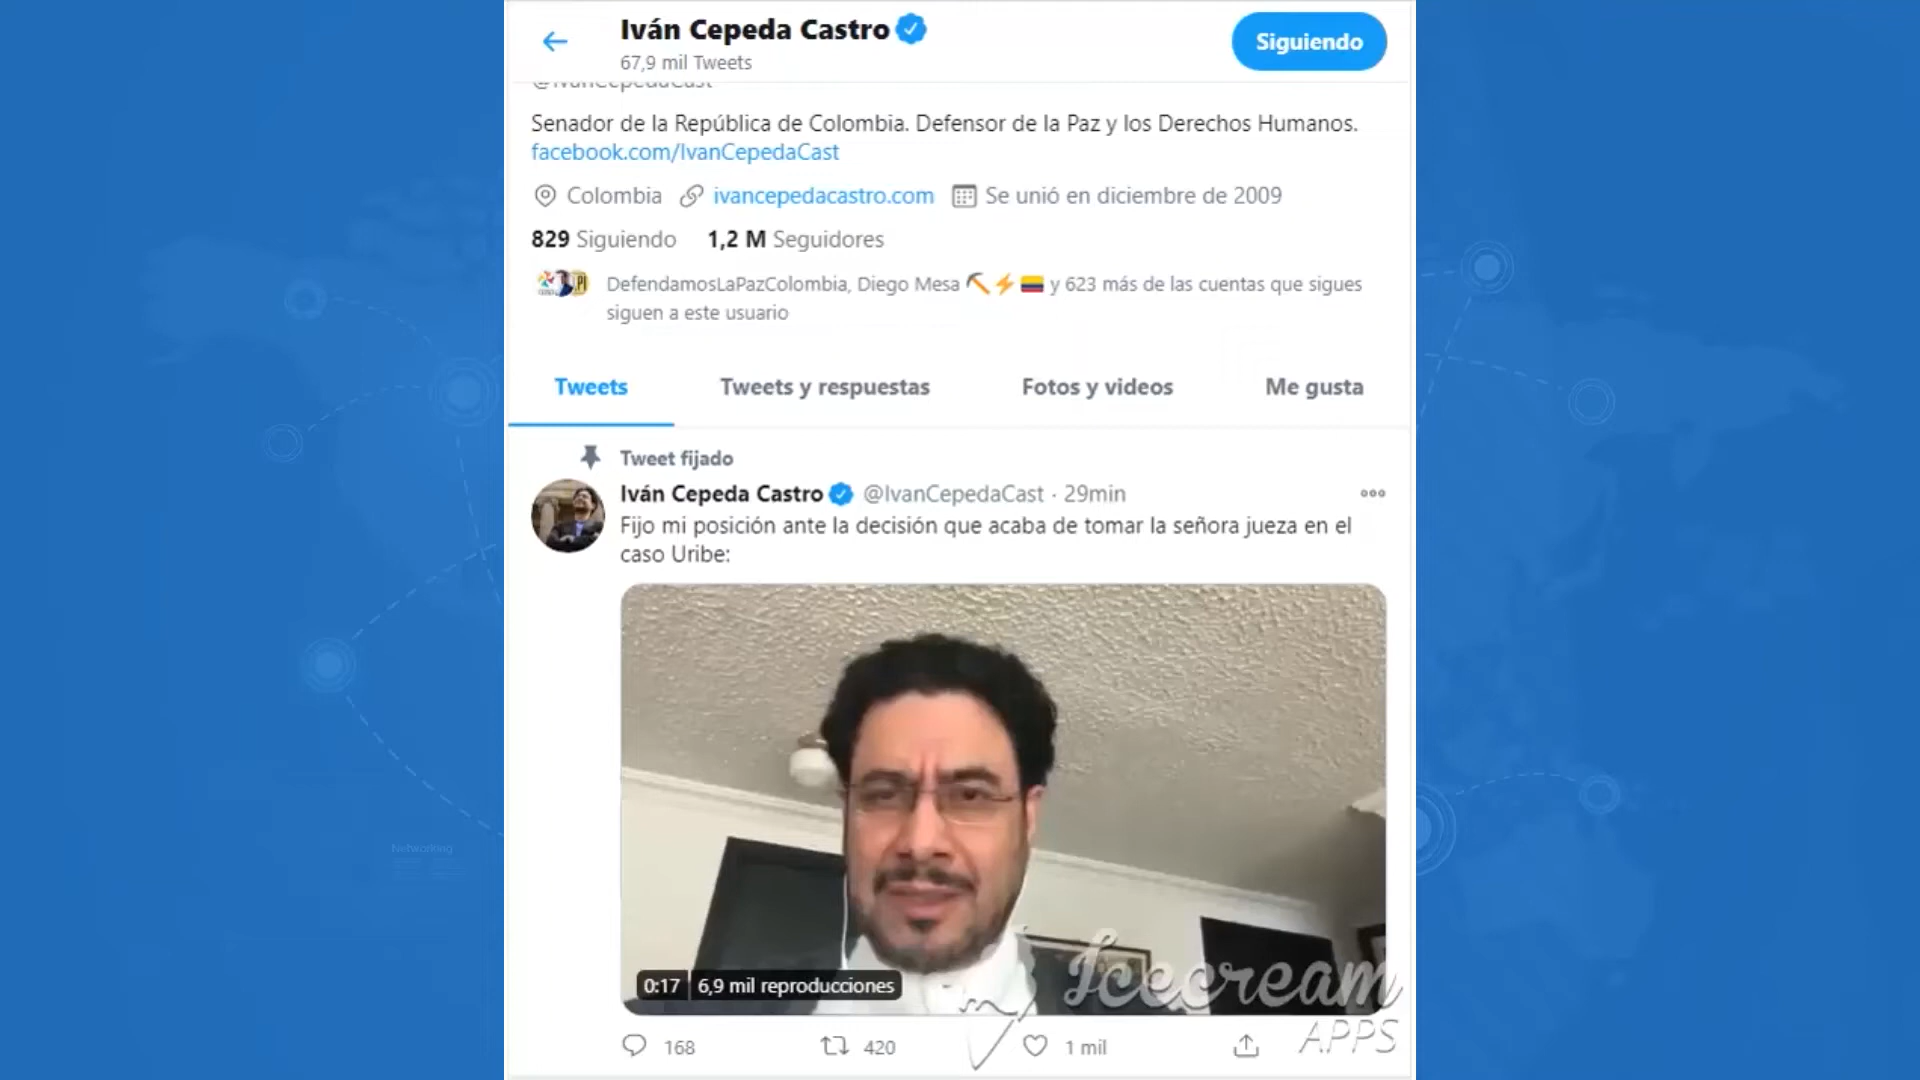 Iván Cepeda Castro
67,9 mil Tweets
Siguiendo
@IvanCepedaCast
Senador de la República de Colombia. Defensor de la Paz y los Derechos Humanos.
facebook.com/IvanCepedaCast
Colombia ivancepedacastro.com Se unió en diciembre de 2009
829 Siguiendo 1,2 M Seguidores
DefendamosLaPazColombia, Diego Mesa y 623 más de las cuentas que sigues
siguen a este usuario
Tweets Tweets y respuestas Fotos y videos Me gusta
Tweet fijado
Iván Cepeda Castro @IvanCepedaCast · 29min
Fijo mi posición ante la decisión que acaba de tomar la señora jueza en el
caso Uribe:
0:17 6,9 mil reproducciones
Icecream
APPS
168 420 1 mil
Networking